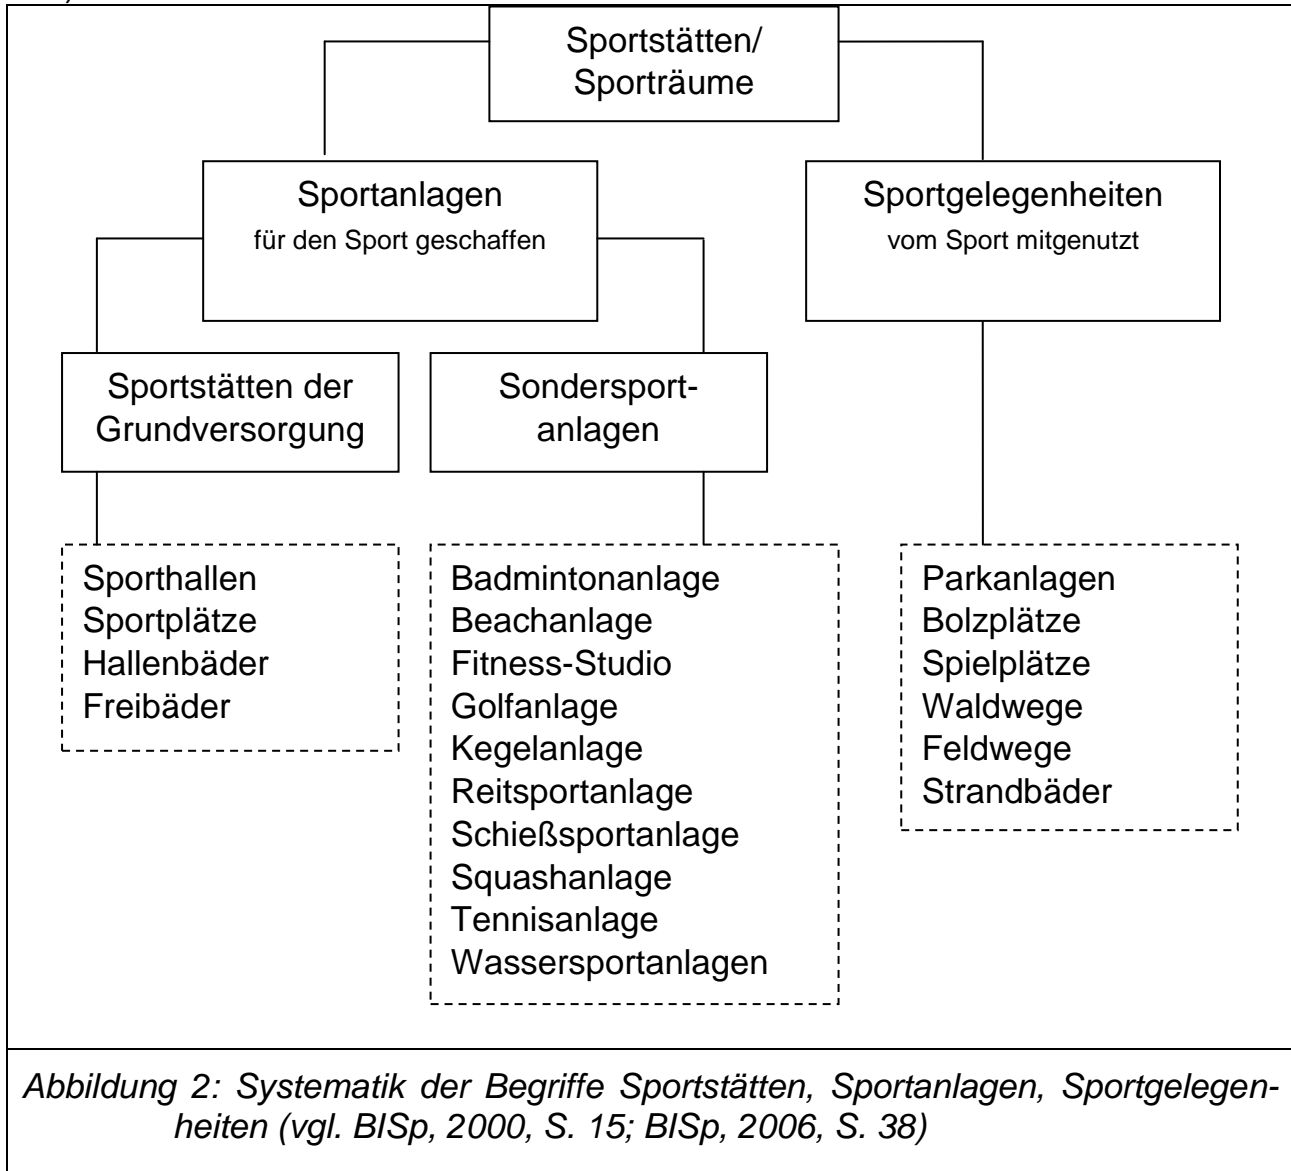 Sportstätten/
Sporträume
Sportanlagen
für den Sport geschaffen
Sportgelegenheiten
vom Sport mitgenutzt
Sportstätten der
Grundversorgung
Sondersport-
anlagen
Sporthallen
Sportplätze
Hallenbäder
Freibäder
Badmintonanlage
Beachanlage
Fitness-Studio
Golfanlage
Kegelanlage
Reitsportanlage
Schießsportanlage
Squashanlage
Tennisanlage
Wassersportanlagen
Parkanlagen
Bolzplätze
Spielplätze
Waldwege
Feldwege
Strandbäder
Abbildung 2: Systematik der Begriffe Sportstätten, Sportanlagen, Sportgelegen-
heiten (vgl. BISp, 2000, S. 15; BISp, 2006, S. 38)